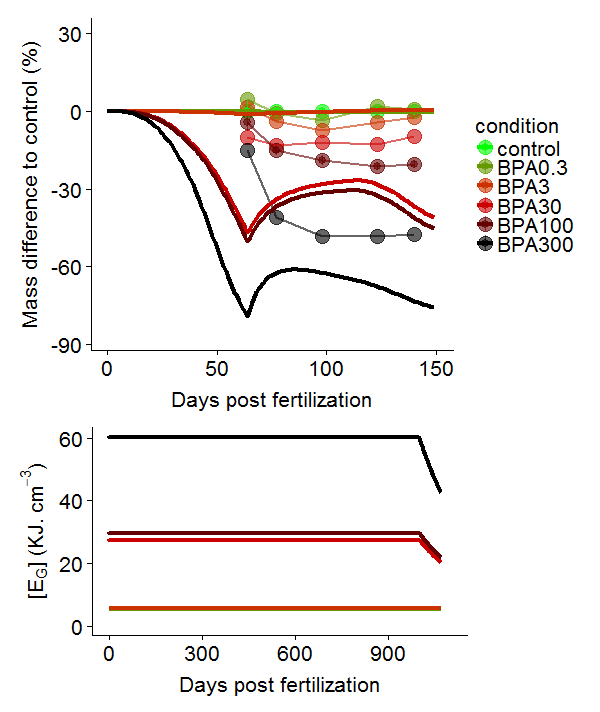 Mass difference to control (%)
30
0
-30
-60
-90
0 50 100 150
Days post fertilization
condition
control
BPA0.3
BPA3
BPA30
BPA100
BPA300
[E_G] (KJ. cm⁻³)
60
40
20
0
0 300 600 900
Days post fertilization